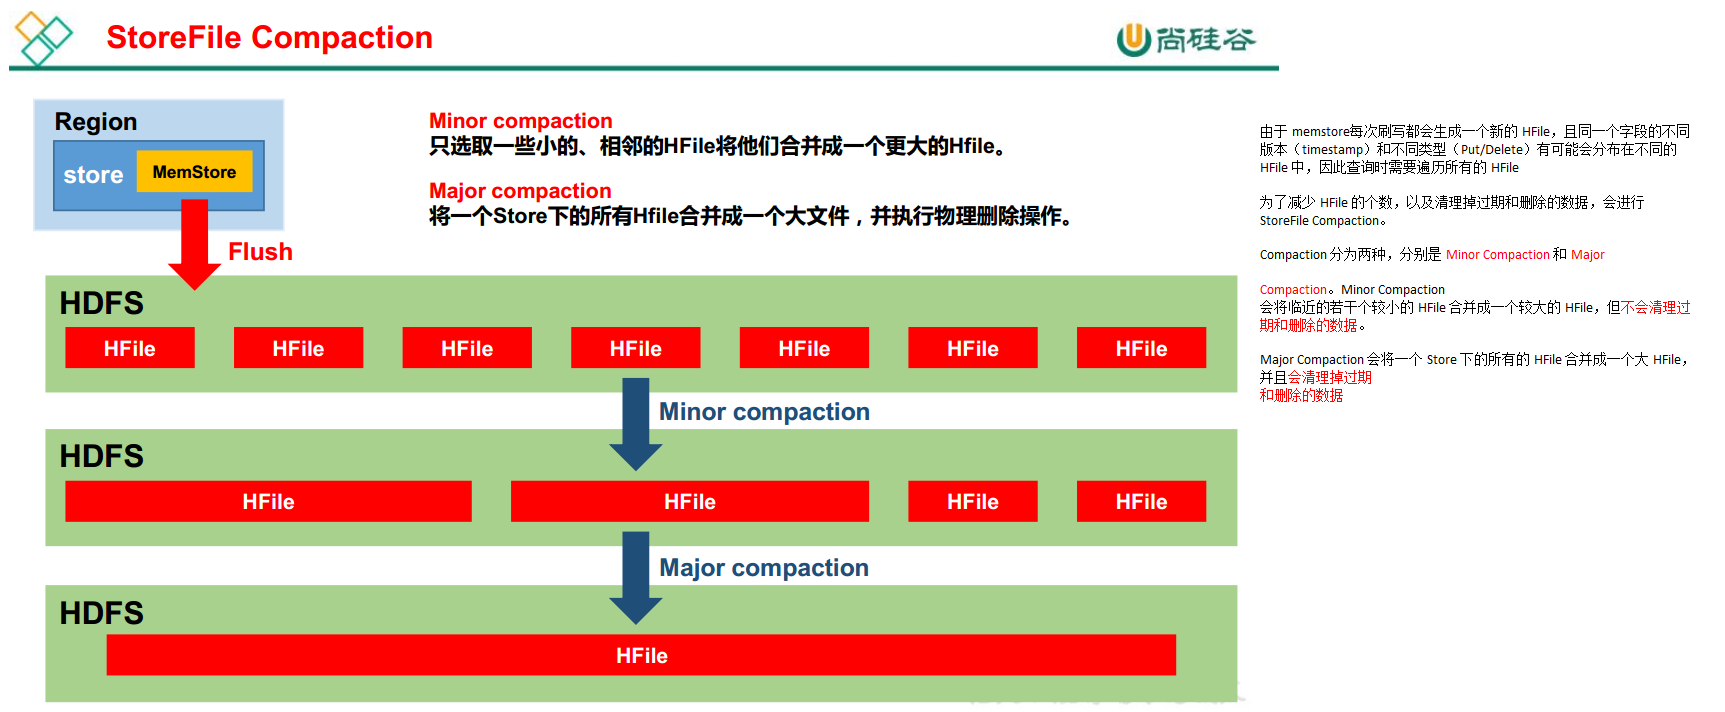 StoreFile Compaction
尚硅谷
Region
store
MemStore
Flush
Minor compaction
只选取一些小的、相邻的HFile将他们合并成一个更大的Hfile。
Major compaction
将一个Store下的所有Hfile合并成一个大文件，并执行物理删除操作。
HDFS
HFile HFile HFile HFile HFile HFile HFile
Minor compaction
HDFS
HFile HFile HFile HFile
Major compaction
HDFS
HFile
由于 memstore每次刷写都会生成一个新的 HFile，且同一个字段的不同
版本（timestamp）和不同类型（Put/Delete）有可能会分布在不同的
HFile 中，因此查询时需要遍历所有的 HFile
为了减少 HFile 的个数，以及清理掉过期和删除的数据，会进行
StoreFile Compaction。
Compaction 分为两种，分别是 Minor Compaction 和 Major
Compaction。Minor Compaction
会将临近的若干个较小的 HFile 合并成一个较大的 HFile，但不会清理过
期和删除的数据。
Major Compaction 会将一个 Store 下的所有的 HFile 合并成一个大 HFile，
并且会清理掉过期
和删除的数据